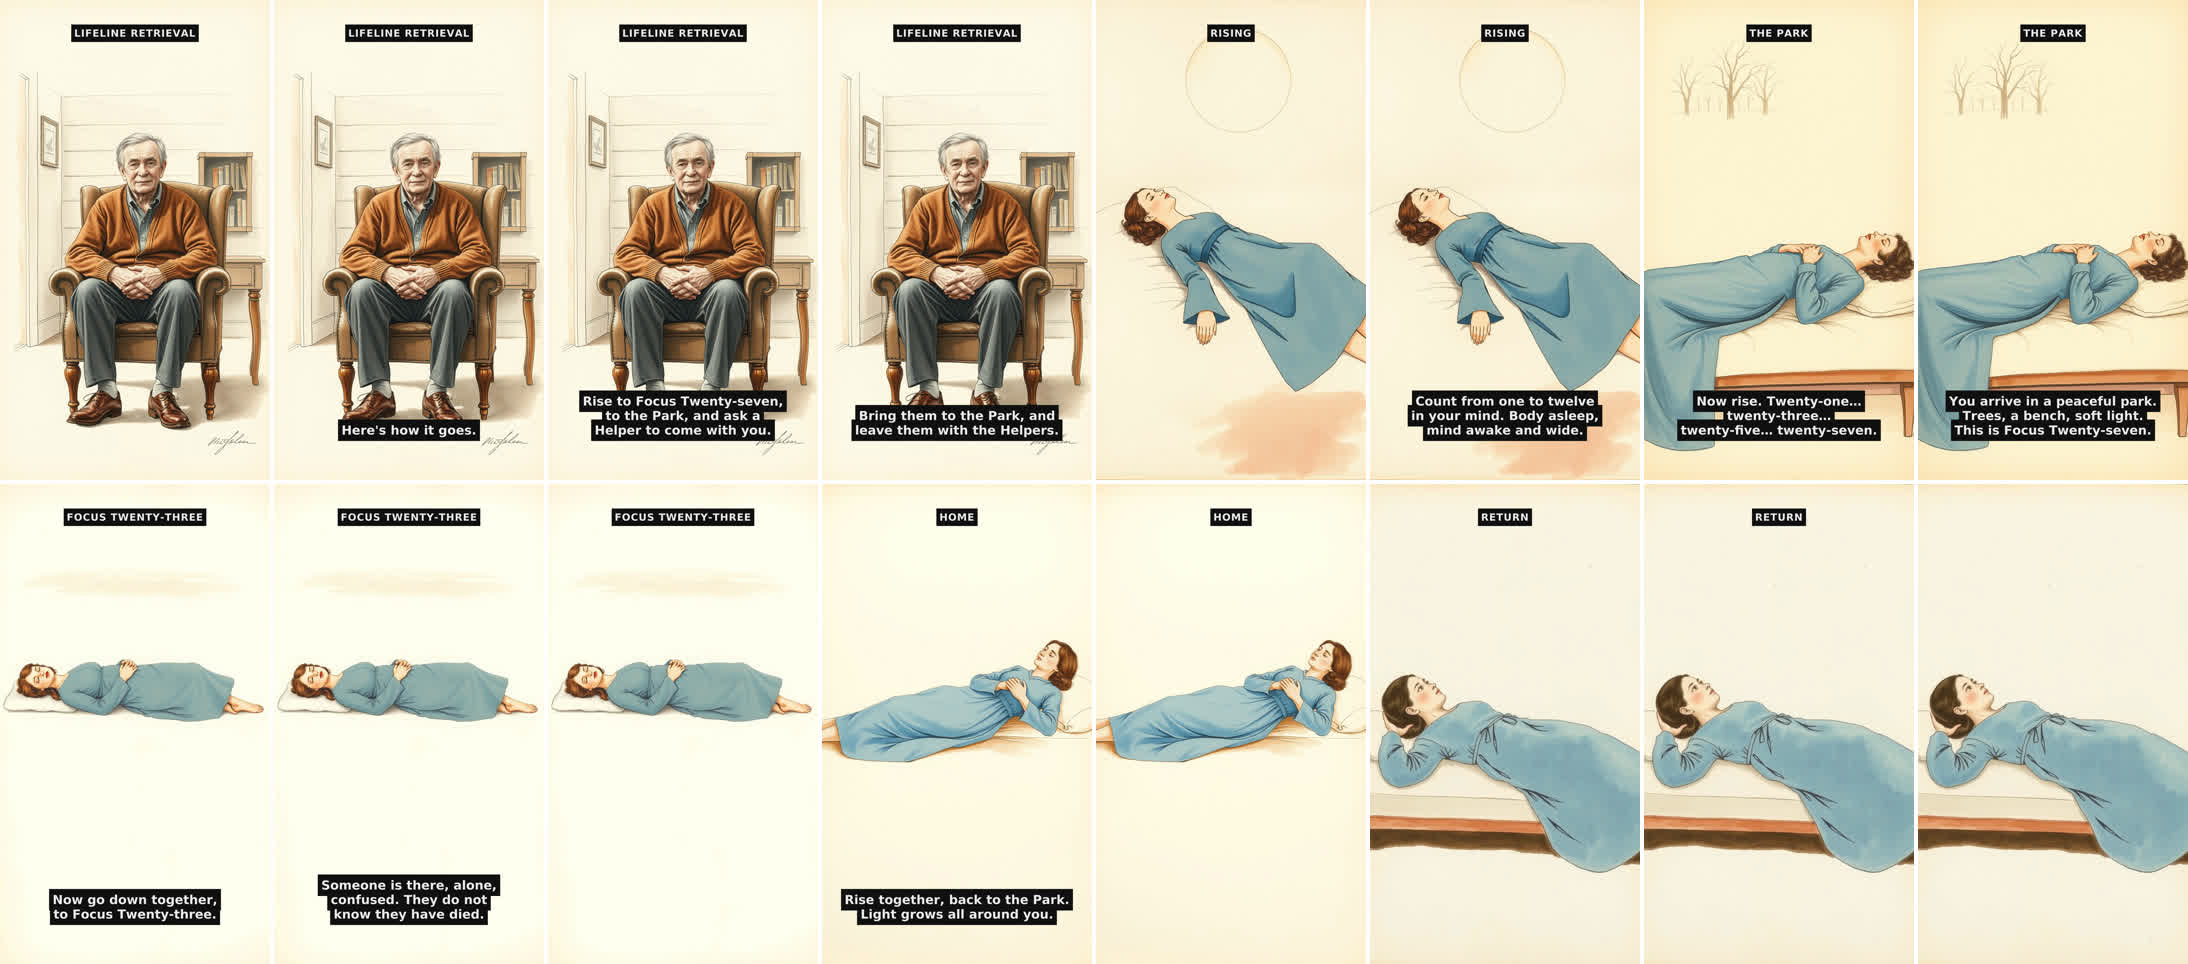 LIFELINE RETRIEVAL
LIFELINE RETRIEVAL
Here's how it goes.
LIFELINE RETRIEVAL
Rise to Focus Twenty-seven,
to the Park, and ask a
Helper to come with you.
LIFELINE RETRIEVAL
Bring them to the Park, and
leave them with the Helpers.
RISING
RISING
Count from one to twelve
in your mind. Body asleep,
mind awake and wide.
THE PARK
Now rise. Twenty-one...
twenty-three...
twenty-five... twenty-seven.
THE PARK
You arrive in a peaceful park.
Trees, a bench, soft light.
This is Focus Twenty-seven.
FOCUS TWENTY-THREE
Now go down together,
to Focus Twenty-three.
FOCUS TWENTY-THREE
Someone is there, alone,
confused. They do not
know they have died.
FOCUS TWENTY-THREE
HOME
Rise together, back to the Park.
Light grows all around you.
HOME
RETURN
RETURN